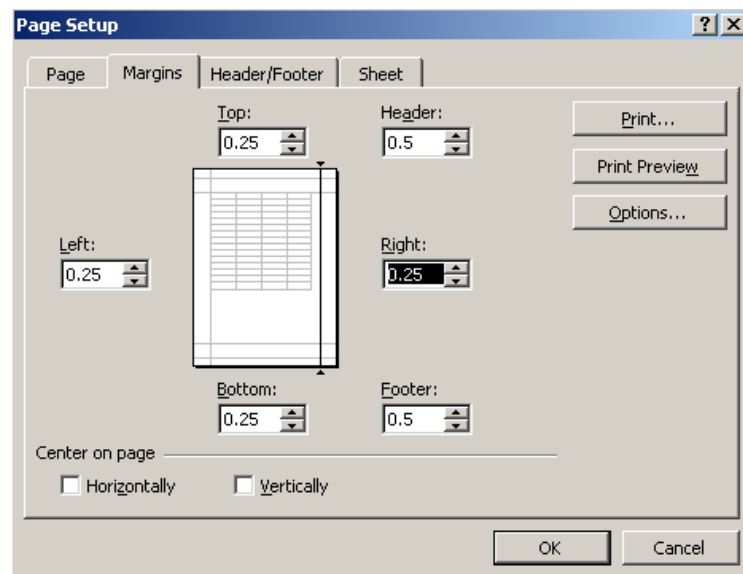 Page Setup
Page Margins Header/Footer Sheet
Top: Header:
0.25 0.5
Print...
Print Preview
Options...
Left: Right:
0.25 0.25
Bottom: Footer:
0.25 0.5
Center on page
Horizontally Vertically
OK Cancel